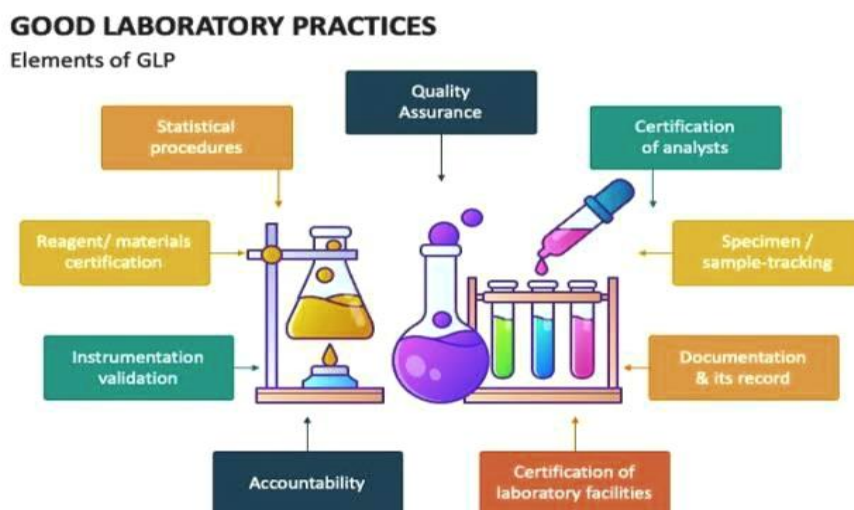 GOOD LABORATORY PRACTICES
Elements of GLP
Quality
Assurance
Statistical
procedures
Certification
of analysts
Reagent/ materials
certification
Specimen /
sample-tracking
Instrumentation
validation
Documentation
& its record
Accountability
Certification of
laboratory facilities